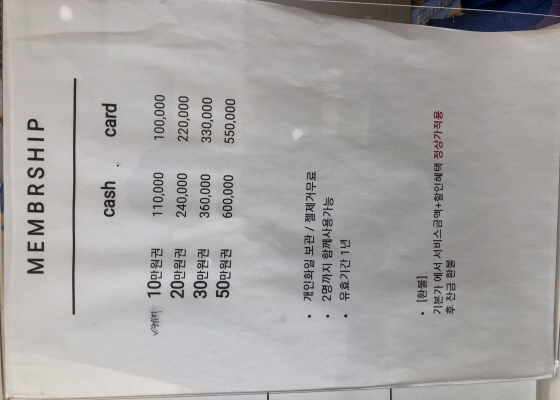 MEMBRSHIP
cash card
10만원권 110,000 100,000
20만원권 240,000 220,000
30만원권 360,000 330,000
50만원권 600,000 550,000
• 개인화일 보관 / 젤제거무료
• 2명까지 함께사용가능
• 유효기간 1년
• [환불]
기본가 에서 서비스금액+할인혜택 정상가적용
후 잔금 환불